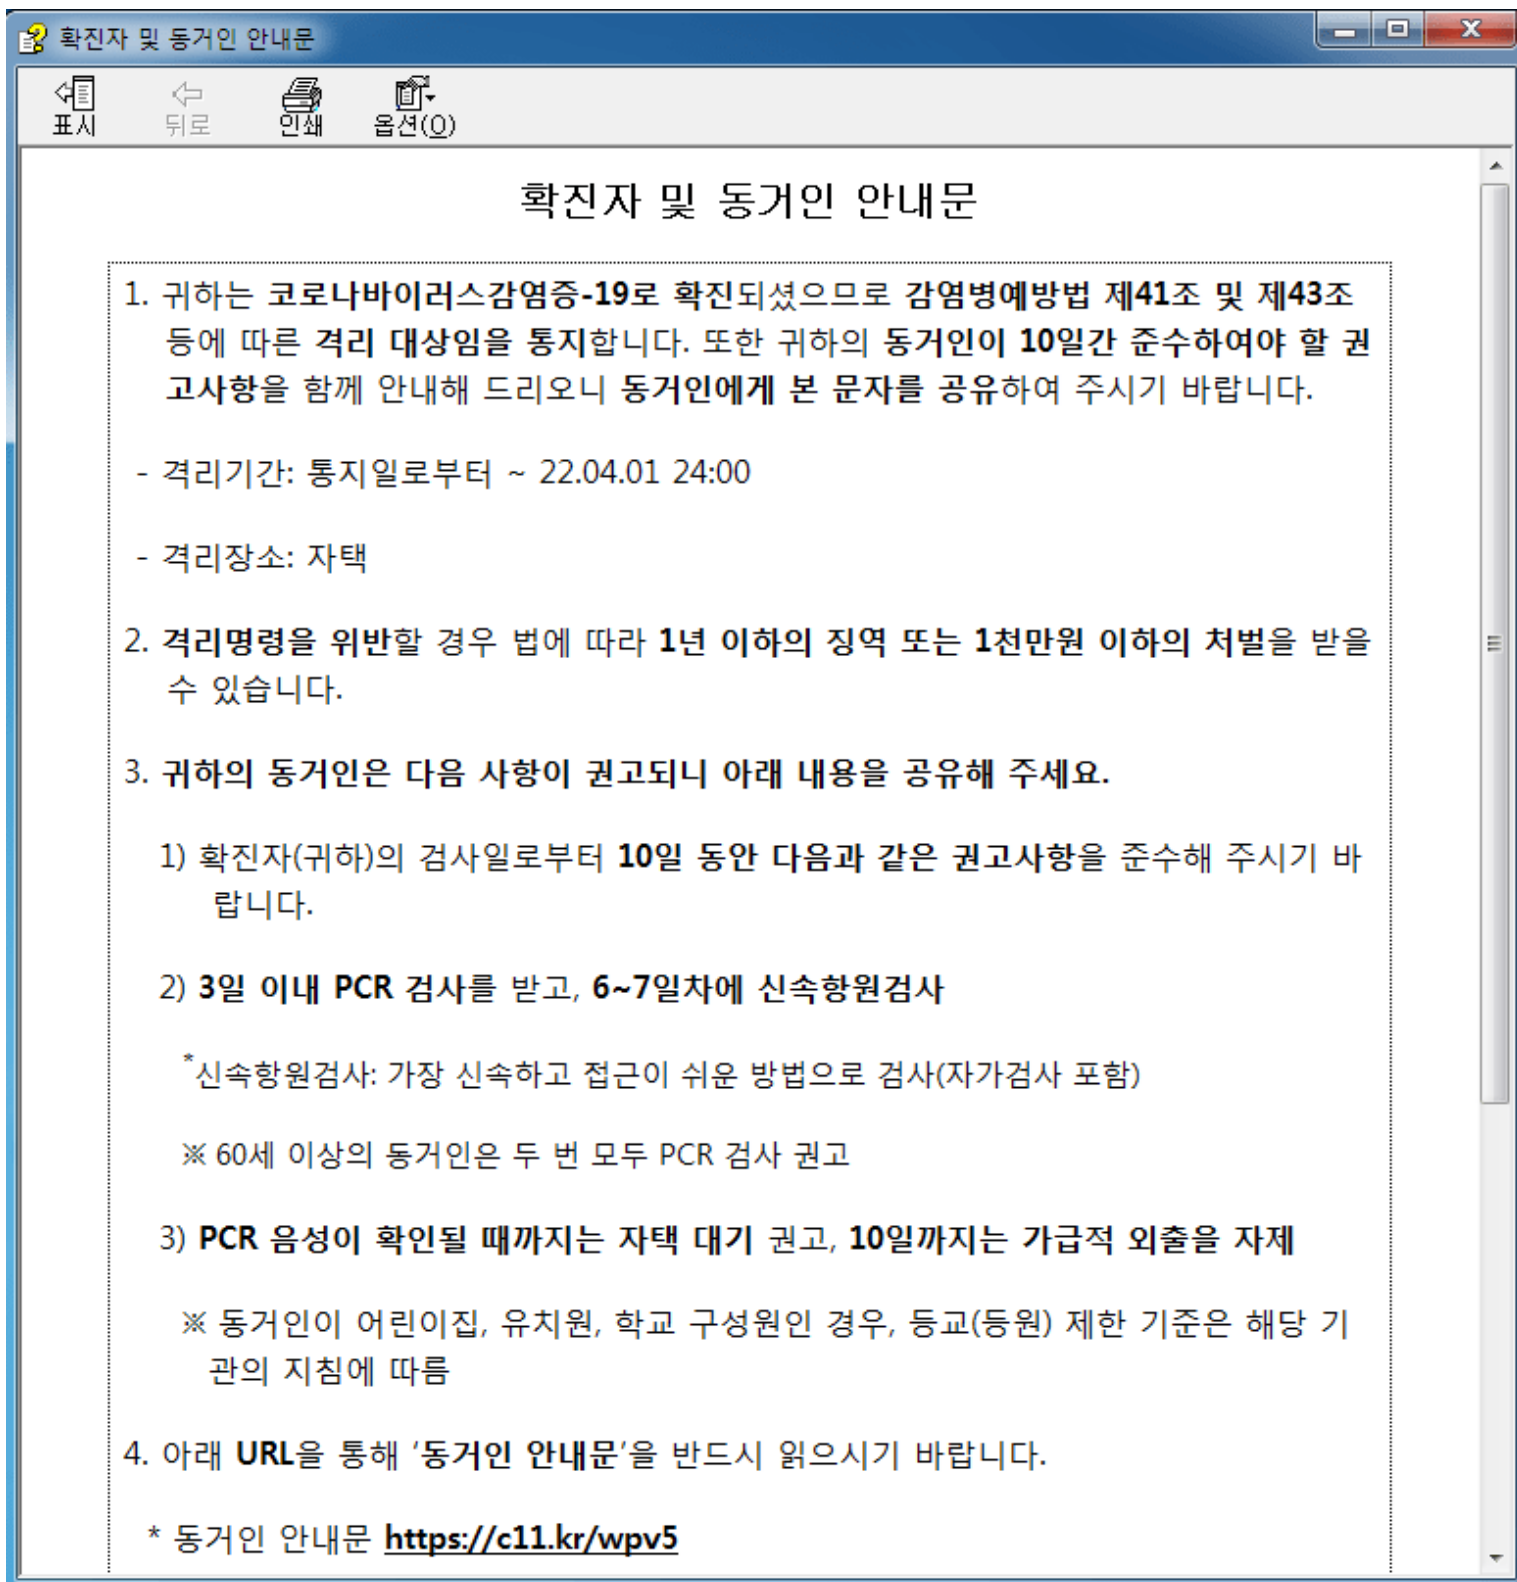 확진자 및 동거인 안내문
표시 뒤로 인쇄 옵션(O)
확진자 및 동거인 안내문
1. 귀하는 코로나바이러스감염증-19로 확진되셨으므로 감염병예방법 제41조 및 제43조
등에 따른 격리 대상임을 통지합니다. 또한 귀하의 동거인이 10일간 준수하여야 할 권
고사항을 함께 안내해 드리오니 동거인에게 본 문자를 공유하여 주시기 바랍니다.
- 격리기간: 통지일로부터 ~ 22.04.01 24:00
- 격리장소: 자택
2. 격리명령을 위반할 경우 법에 따라 1년 이하의 징역 또는 1천만원 이하의 처벌을 받을
수 있습니다.
3. 귀하의 동거인은 다음 사항이 권고되니 아래 내용을 공유해 주세요.
1) 확진자(귀하)의 검사일로부터 10일 동안 다음과 같은 권고사항을 준수해 주시기 바
랍니다.
2) 3일 이내 PCR 검사를 받고, 6~7일차에 신속항원검사
*신속항원검사: 가장 신속하고 접근이 쉬운 방법으로 검사(자가검사 포함)
※ 60세 이상의 동거인은 두 번 모두 PCR 검사 권고
3) PCR 음성이 확인될 때까지는 자택 대기 권고, 10일까지는 가급적 외출을 자제
※ 동거인이 어린이집, 유치원, 학교 구성원인 경우, 등교(등원) 제한 기준은 해당 기
관의 지침에 따름
4. 아래 URL을 통해 ‘동거인 안내문’을 반드시 읽으시기 바랍니다.
* 동거인 안내문 https://c11.kr/wpv5